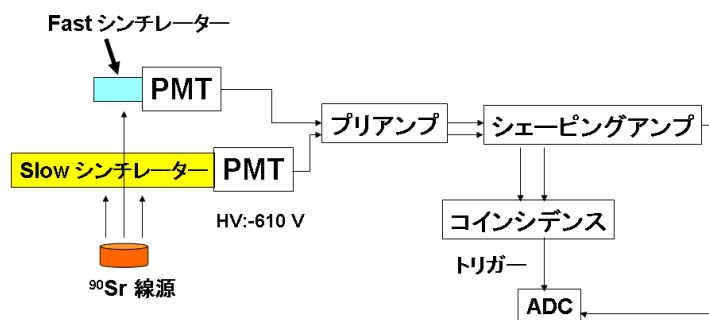 Fast シンチレーター
PMT
プリアンプ
シェーピングアンプ
Slow シンチレーター
PMT
HV:-610 V
コインシデンス
⁹⁰Sr 線源
トリガー
ADC